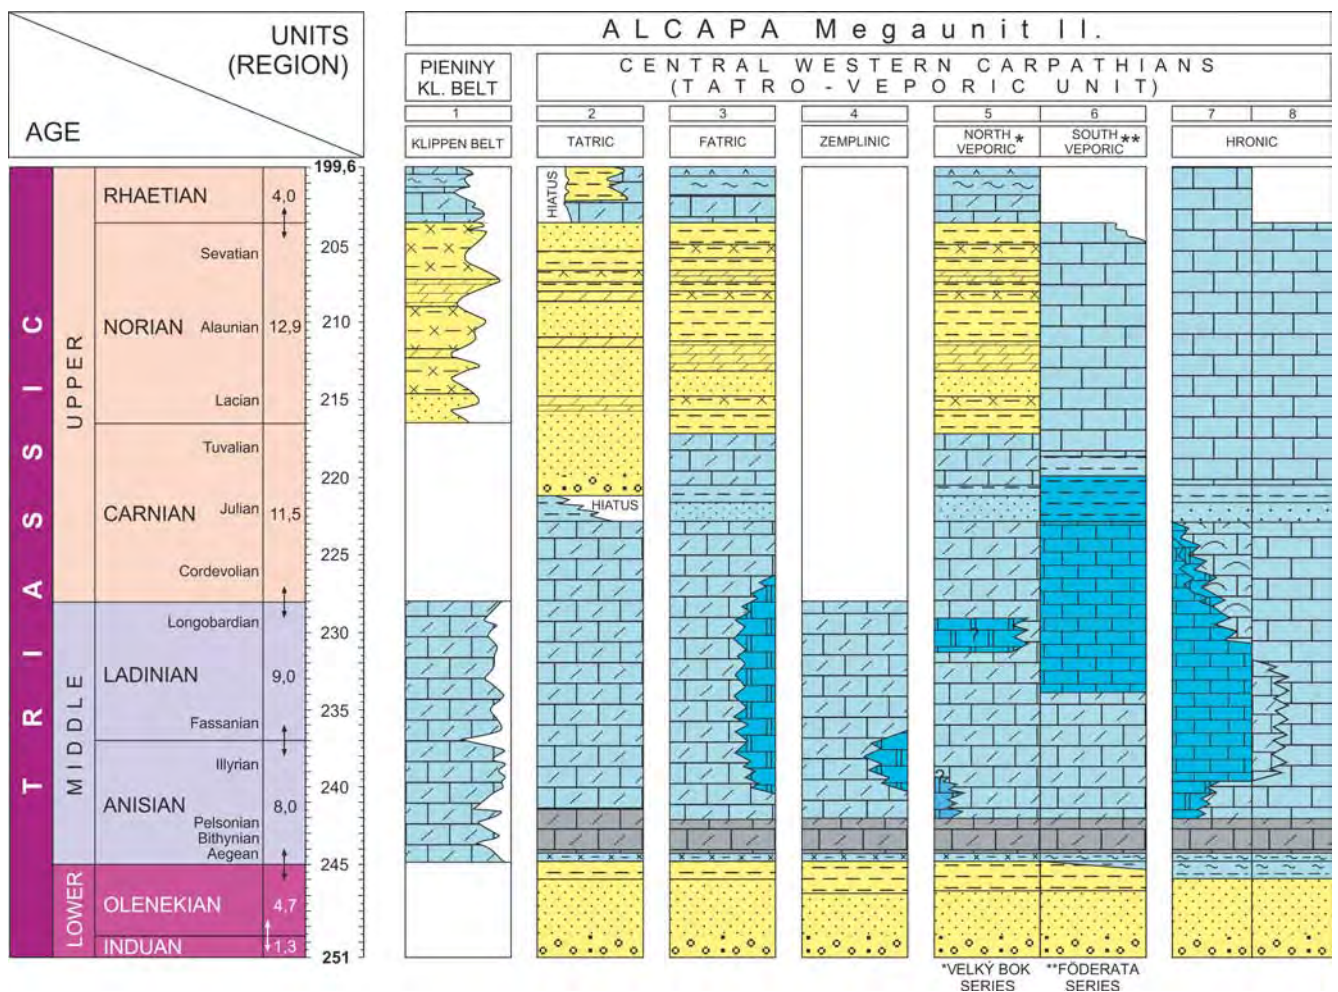 UNITS
(REGION)
AGE
ALCAPA Megaunit II.
PIENINY
KL. BELT
CENTRAL WESTERN CARPATHIANS
(TATRO-VEPORIC UNIT)
1
2
3
4
5
6
7
8
KLIPPEN BELT
TATRIC
FATRIC
ZEMPLINIC
NORTH
VEPORIC *
SOUTH
VEPORIC **
HRONIC
TRIASSIC
UPPER
MIDDLE
LOWER
RHAETIAN
4,0
Sevatian
NORIAN
Alaunian
12,9
Lacian
Tuvalian
CARNIAN
Julian
11,5
Cordevolian
Longobardian
LADINIAN
9,0
Fassanian
Illyrian
ANISIAN
8,0
Pelsonian
Bithynian
Aegean
OLENEKIAN
4,7
INDUAN
1,3
199,6
205
210
215
220
225
230
235
240
245
251
HIATUS
HIATUS
?
?
*VELKÝ BOK
SERIES
**FÖDERATA
SERIES